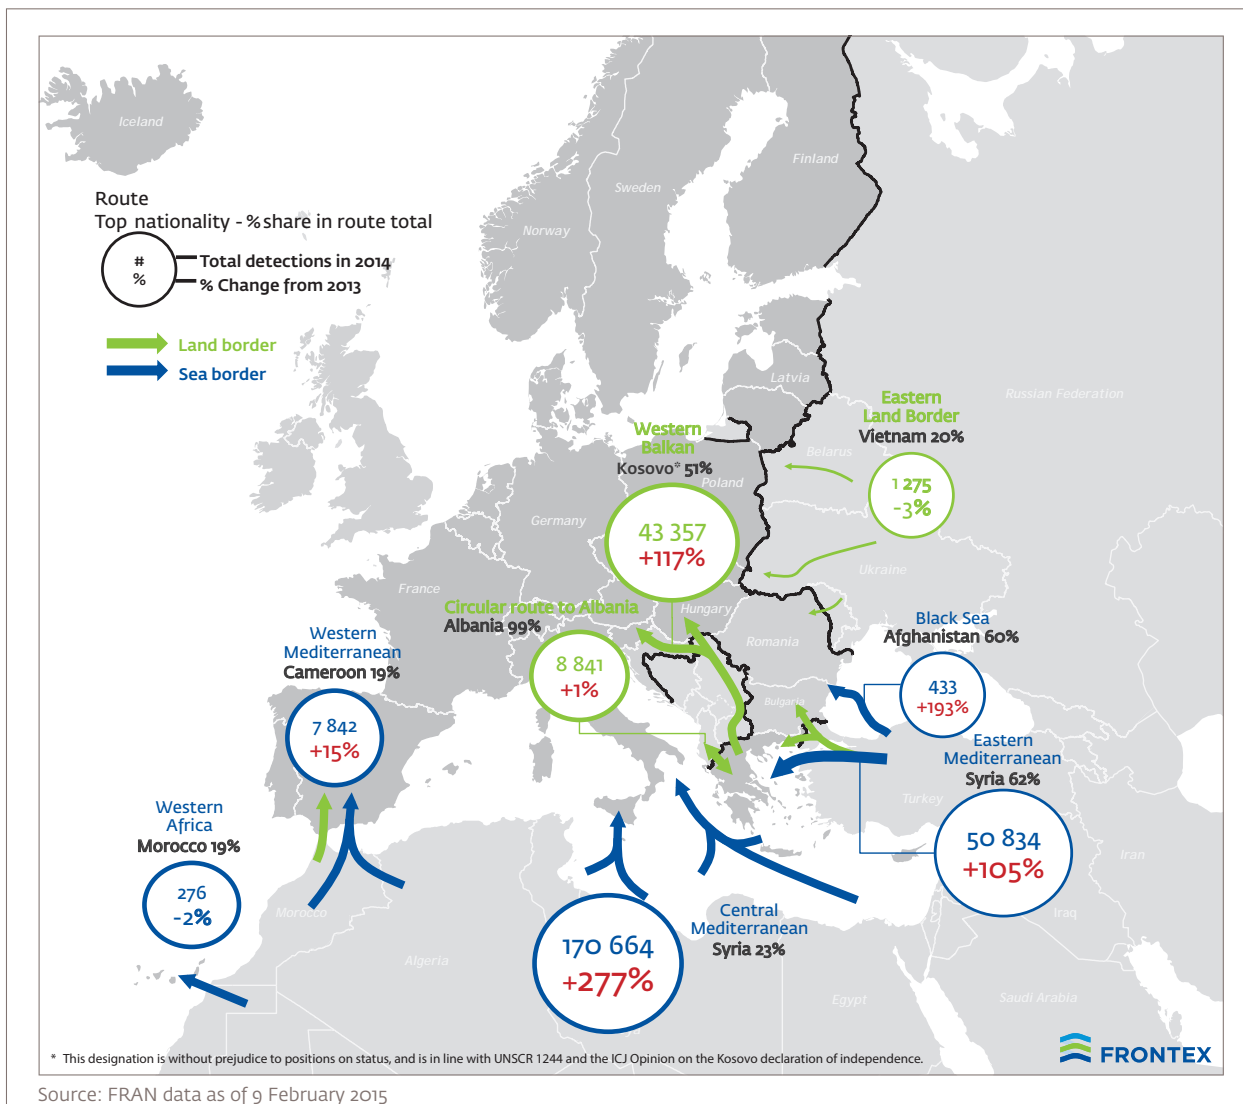 Iceland
Finland
Sweden
Norway
Route
Top nationality - % share in route total
#
%
Total detections in 2014
% Change from 2013
Land border
Sea border
Latvia
Russian Federation
Eastern
Land Border
Vietnam 20%
1 275
-3%
Western
Balkan
Kosovo* 51%
43 357
+117%
Belarus
Poland
Germany
Ukraine
France
Circular route to Albania
Albania 99%
8 841
+1%
Hungary
Romania
Black Sea
Afghanistan 60%
433
+193%
Western
Mediterranean
Cameroon 19%
7 842
+15%
Bulgaria
Eastern
Mediterranean
Syria 62%
50 834
+105%
Turkey
Iran
Iraq
Western
Africa
Morocco 19%
276
-2%
Morocco
Algeria
Central
Mediterranean
Syria 23%
170 664
+277%
Egypt
Saudi Arabia
* This designation is without prejudice to positions on status, and is in line with UNSCR 1244 and the ICJ Opinion on the Kosovo declaration of independence.
FRONTEX
Source: FRAN data as of 9 February 2015